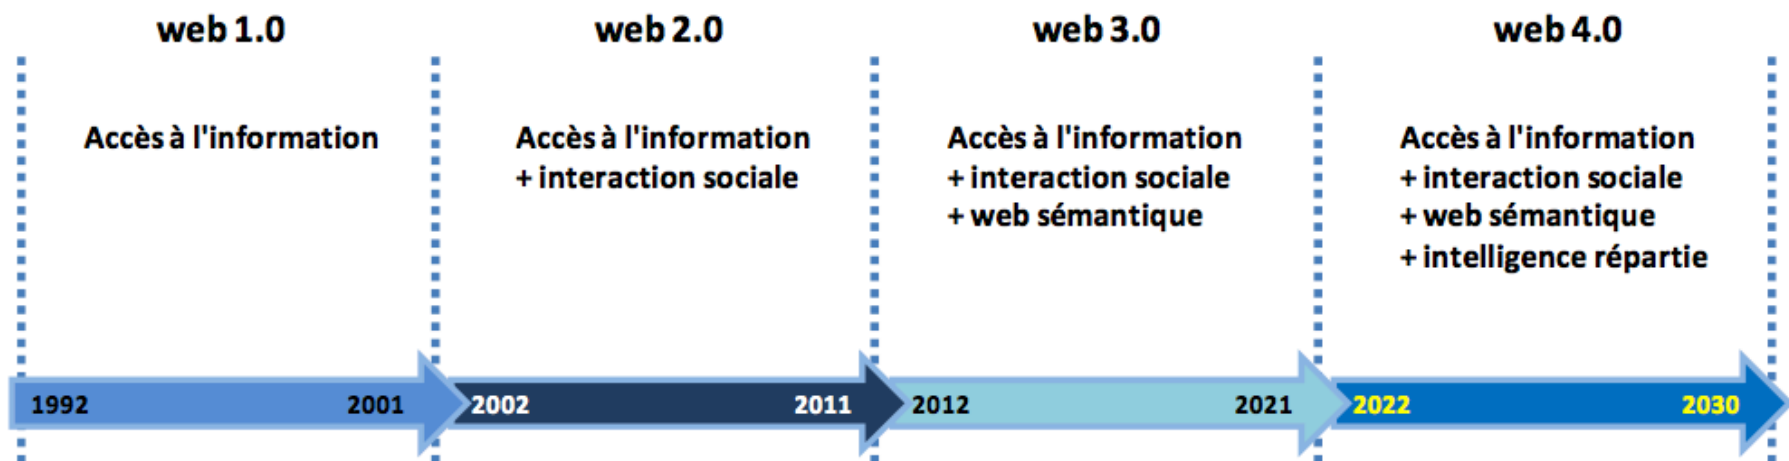 web 1.0
web 2.0
web 3.0
web 4.0
Accès à l'information
Accès à l'information
+ interaction sociale
Accès à l'information
+ interaction sociale
+ web sémantique
Accès à l'information
+ interaction sociale
+ web sémantique
+ intelligence répartie
1992
2001
2002
2011
2012
2021
2022
2030